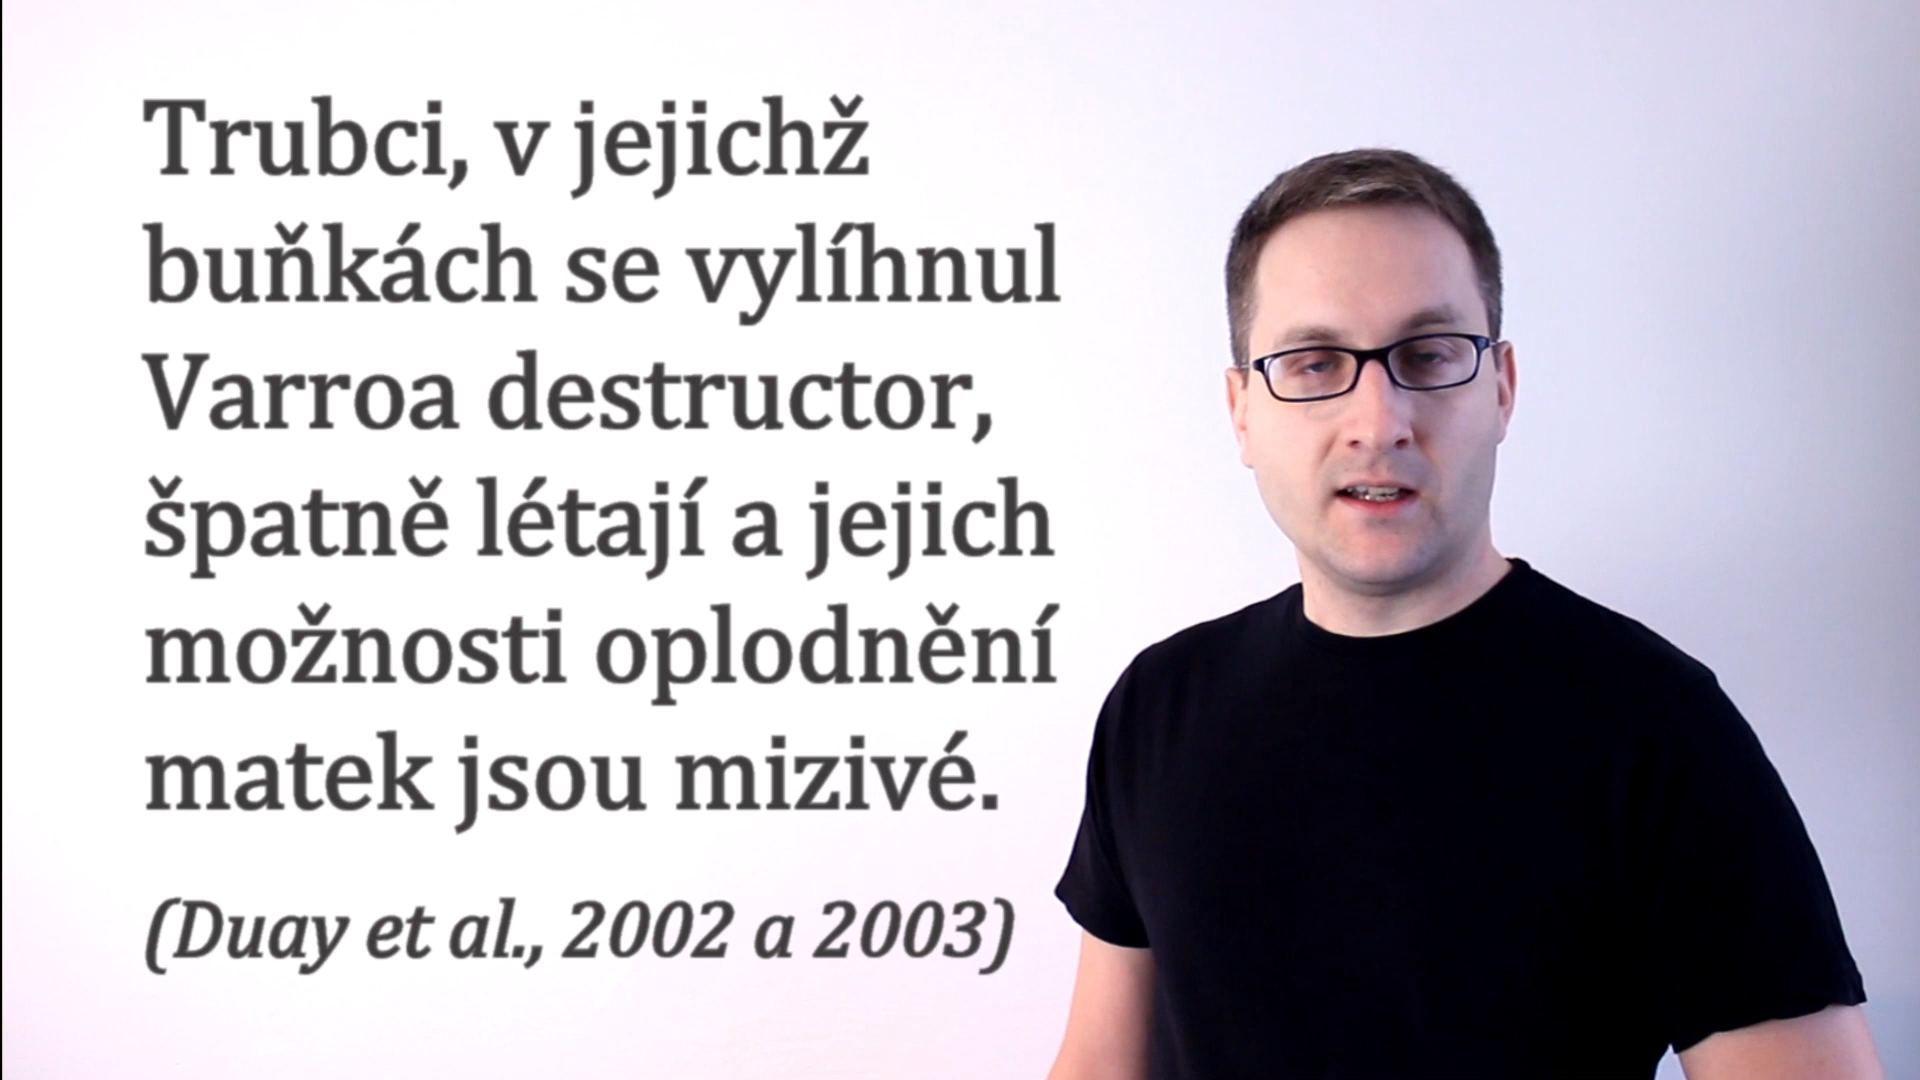 Trubci, v jejichž
buňkách se vylíhnul
Varroa destructor,
špatně létají a jejich
možnosti oplodnění
matek jsou mizivé.
(Duay et al., 2002 a 2003)